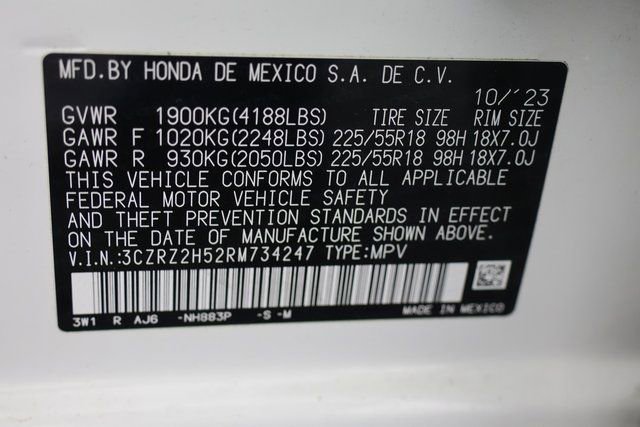 MFD.BY HONDA DE MEXICO S.A. DE C.V.
10/'23
GVWR 1900KG(4188LBS) TIRE SIZE RIM SIZE
GAWR F 1020KG(2248LBS) 225/55R18 98H 18X7.0J
GAWR R 930KG(2050LBS) 225/55R18 98H 18X7.0J
THIS VEHICLE CONFORMS TO ALL APPLICABLE
FEDERAL MOTOR VEHICLE SAFETY
AND THEFT PREVENTION STANDARDS IN EFFECT
ON THE DATE OF MANUFACTURE SHOWN ABOVE.
V.I.N.:3CZRZ2H52RM734247 TYPE:MPV
3W1 R AJ6 -NH883P -S -M MADE IN MEXICO